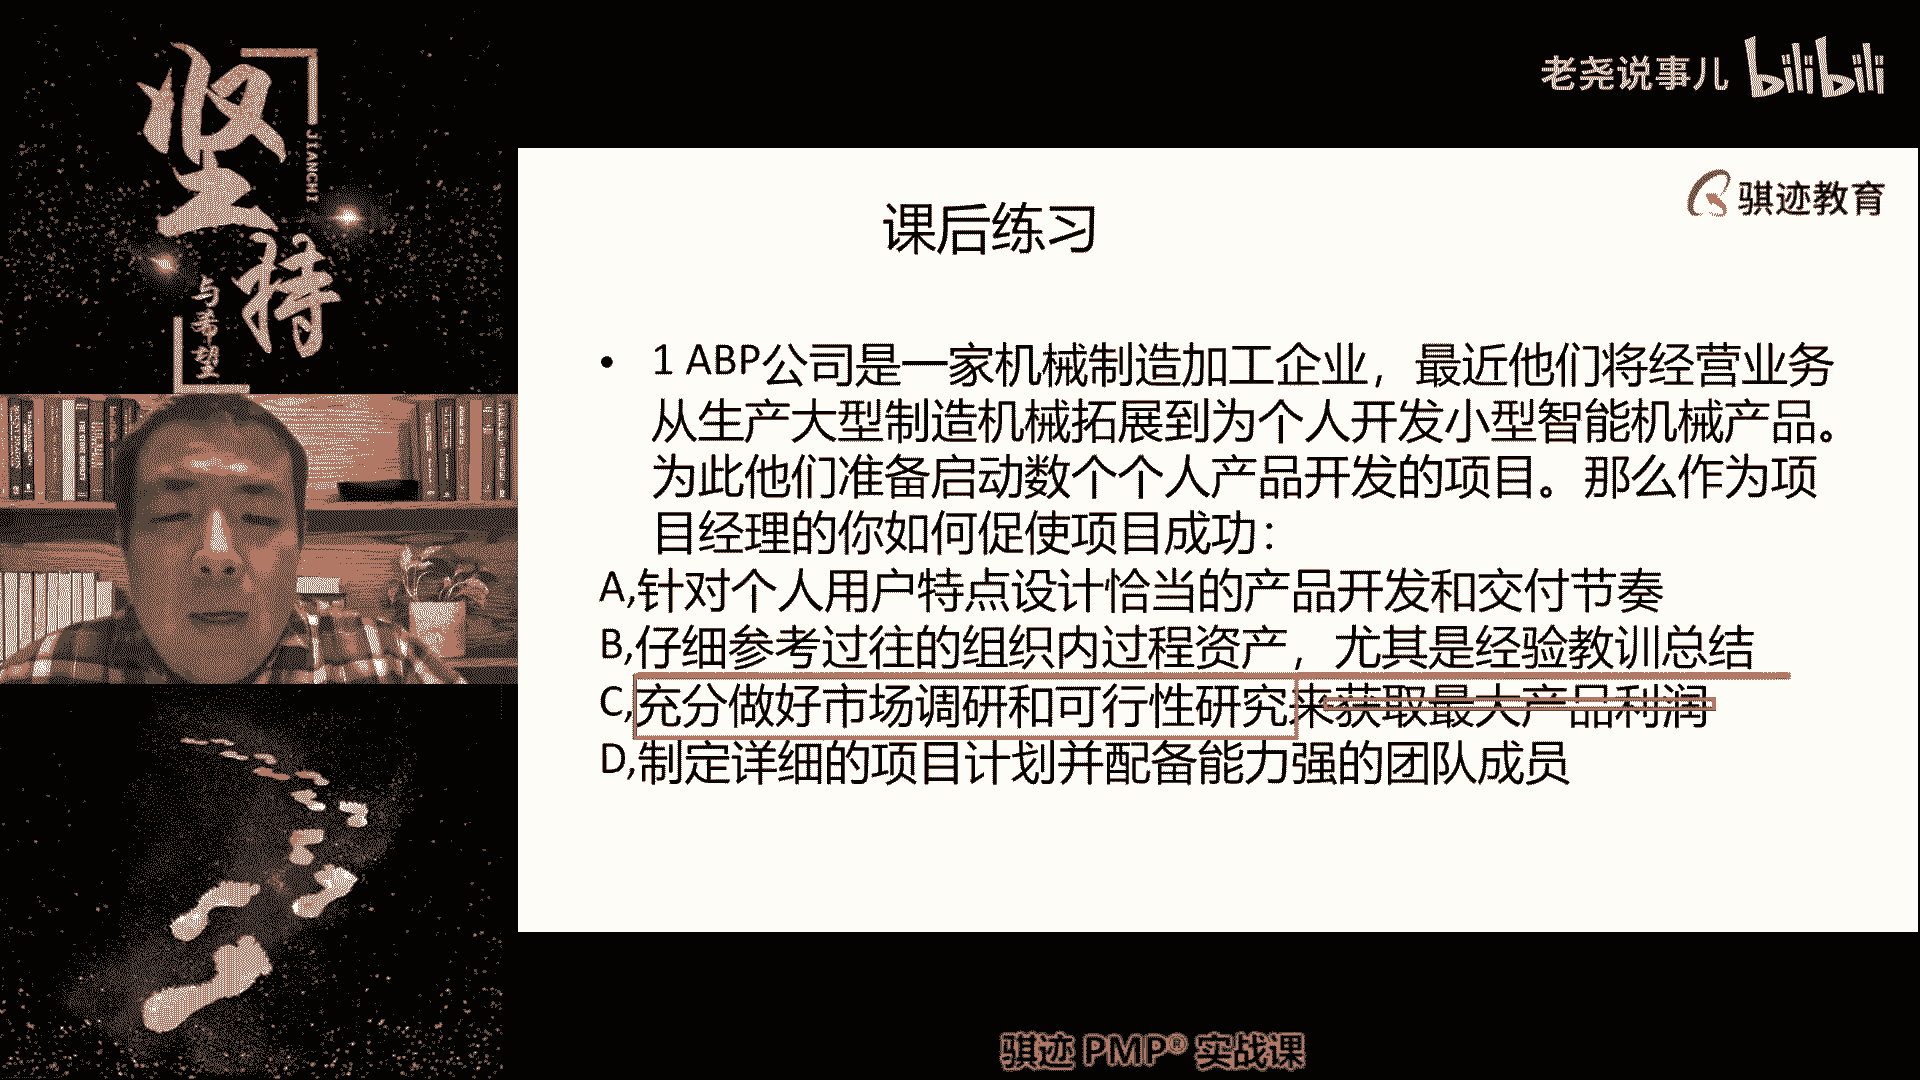 坚持
JIANCHI
与希望
老尧说事儿 bilibili
骐迹教育
课后练习
• 1 ABP公司是一家机械制造加工企业，最近他们将经营业务
从生产大型制造机械拓展到为个人开发小型智能机械产品。
为此他们准备启动数个个人产品开发的项目。那么作为项
目经理的你如何促使项目成功：
A,针对个人用户特点设计恰当的产品开发和交付节奏
B,仔细参考过往的组织内过程资产，尤其是经验教训总结
C,充分做好市场调研和可行性研究来获取最大产品利润
D,制定详细的项目计划并配备能力强的团队成员
骐迹 PMP® 实战课